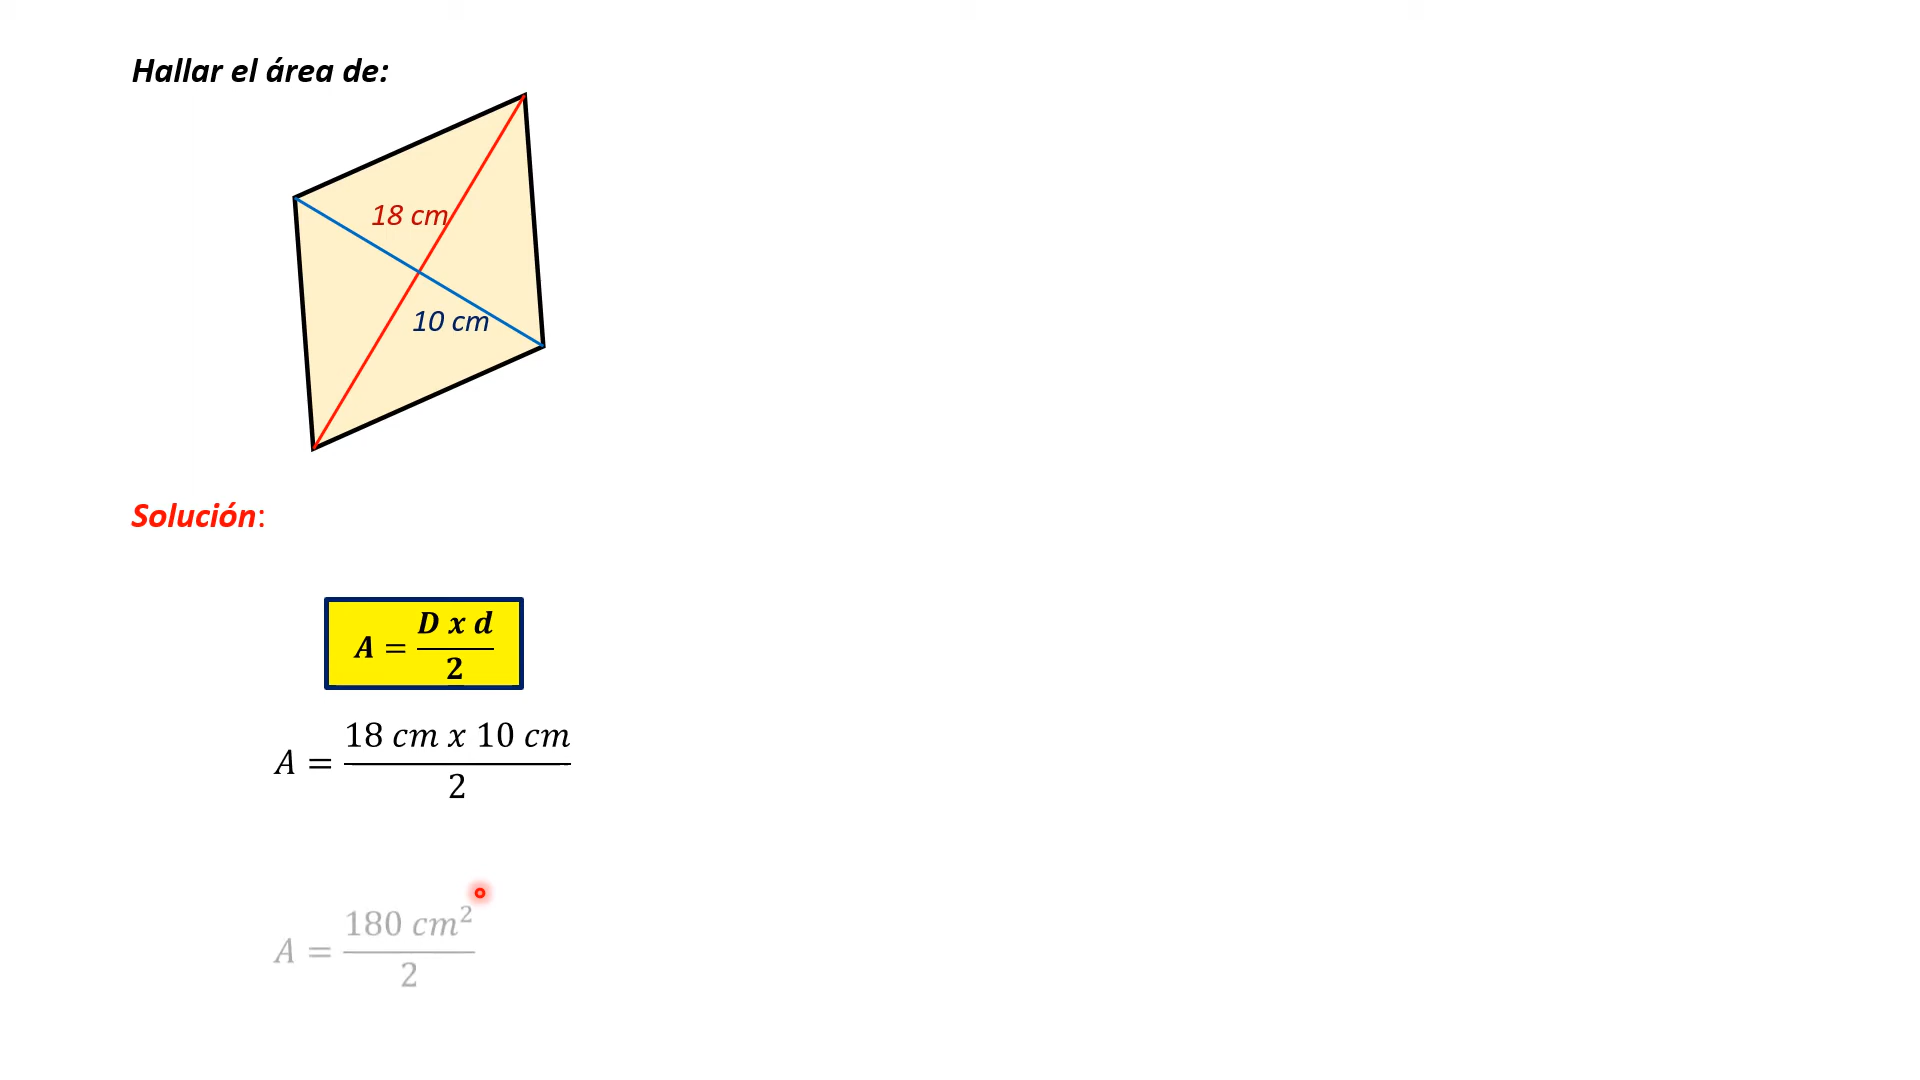 Hallar el área de:
18 cm
10 cm
Solución:
A = D x d / 2
A = 18 cm x 10 cm / 2
A = 180 cm² / 2